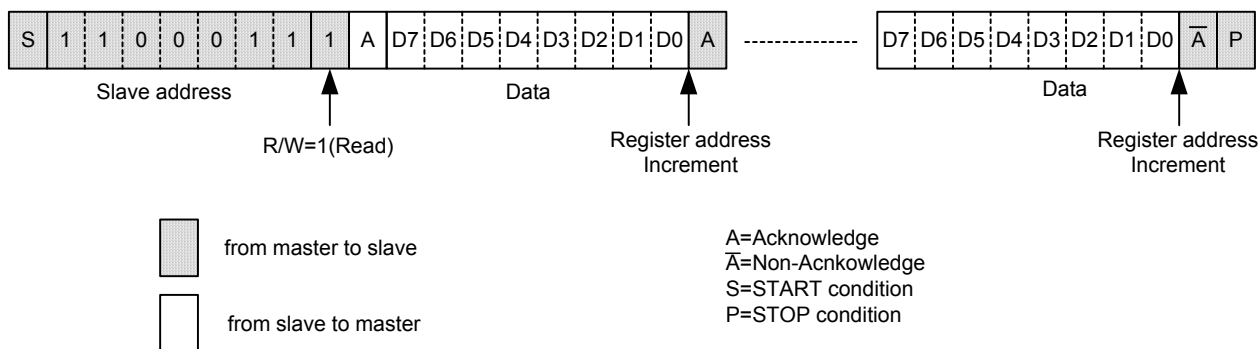 S 1 1 0 0 0 1 1 1 A D7 D6 D5 D4 D3 D2 D1 D0 A D7 D6 D5 D4 D3 D2 D1 D0 A̅ P
Slave address Data Data
R/W=1(Read)
Register address
Increment
Register address
Increment
from master to slave
from slave to master
A=Acknowledge
A̅=Non-Acnkowledge
S=START condition
P=STOP condition